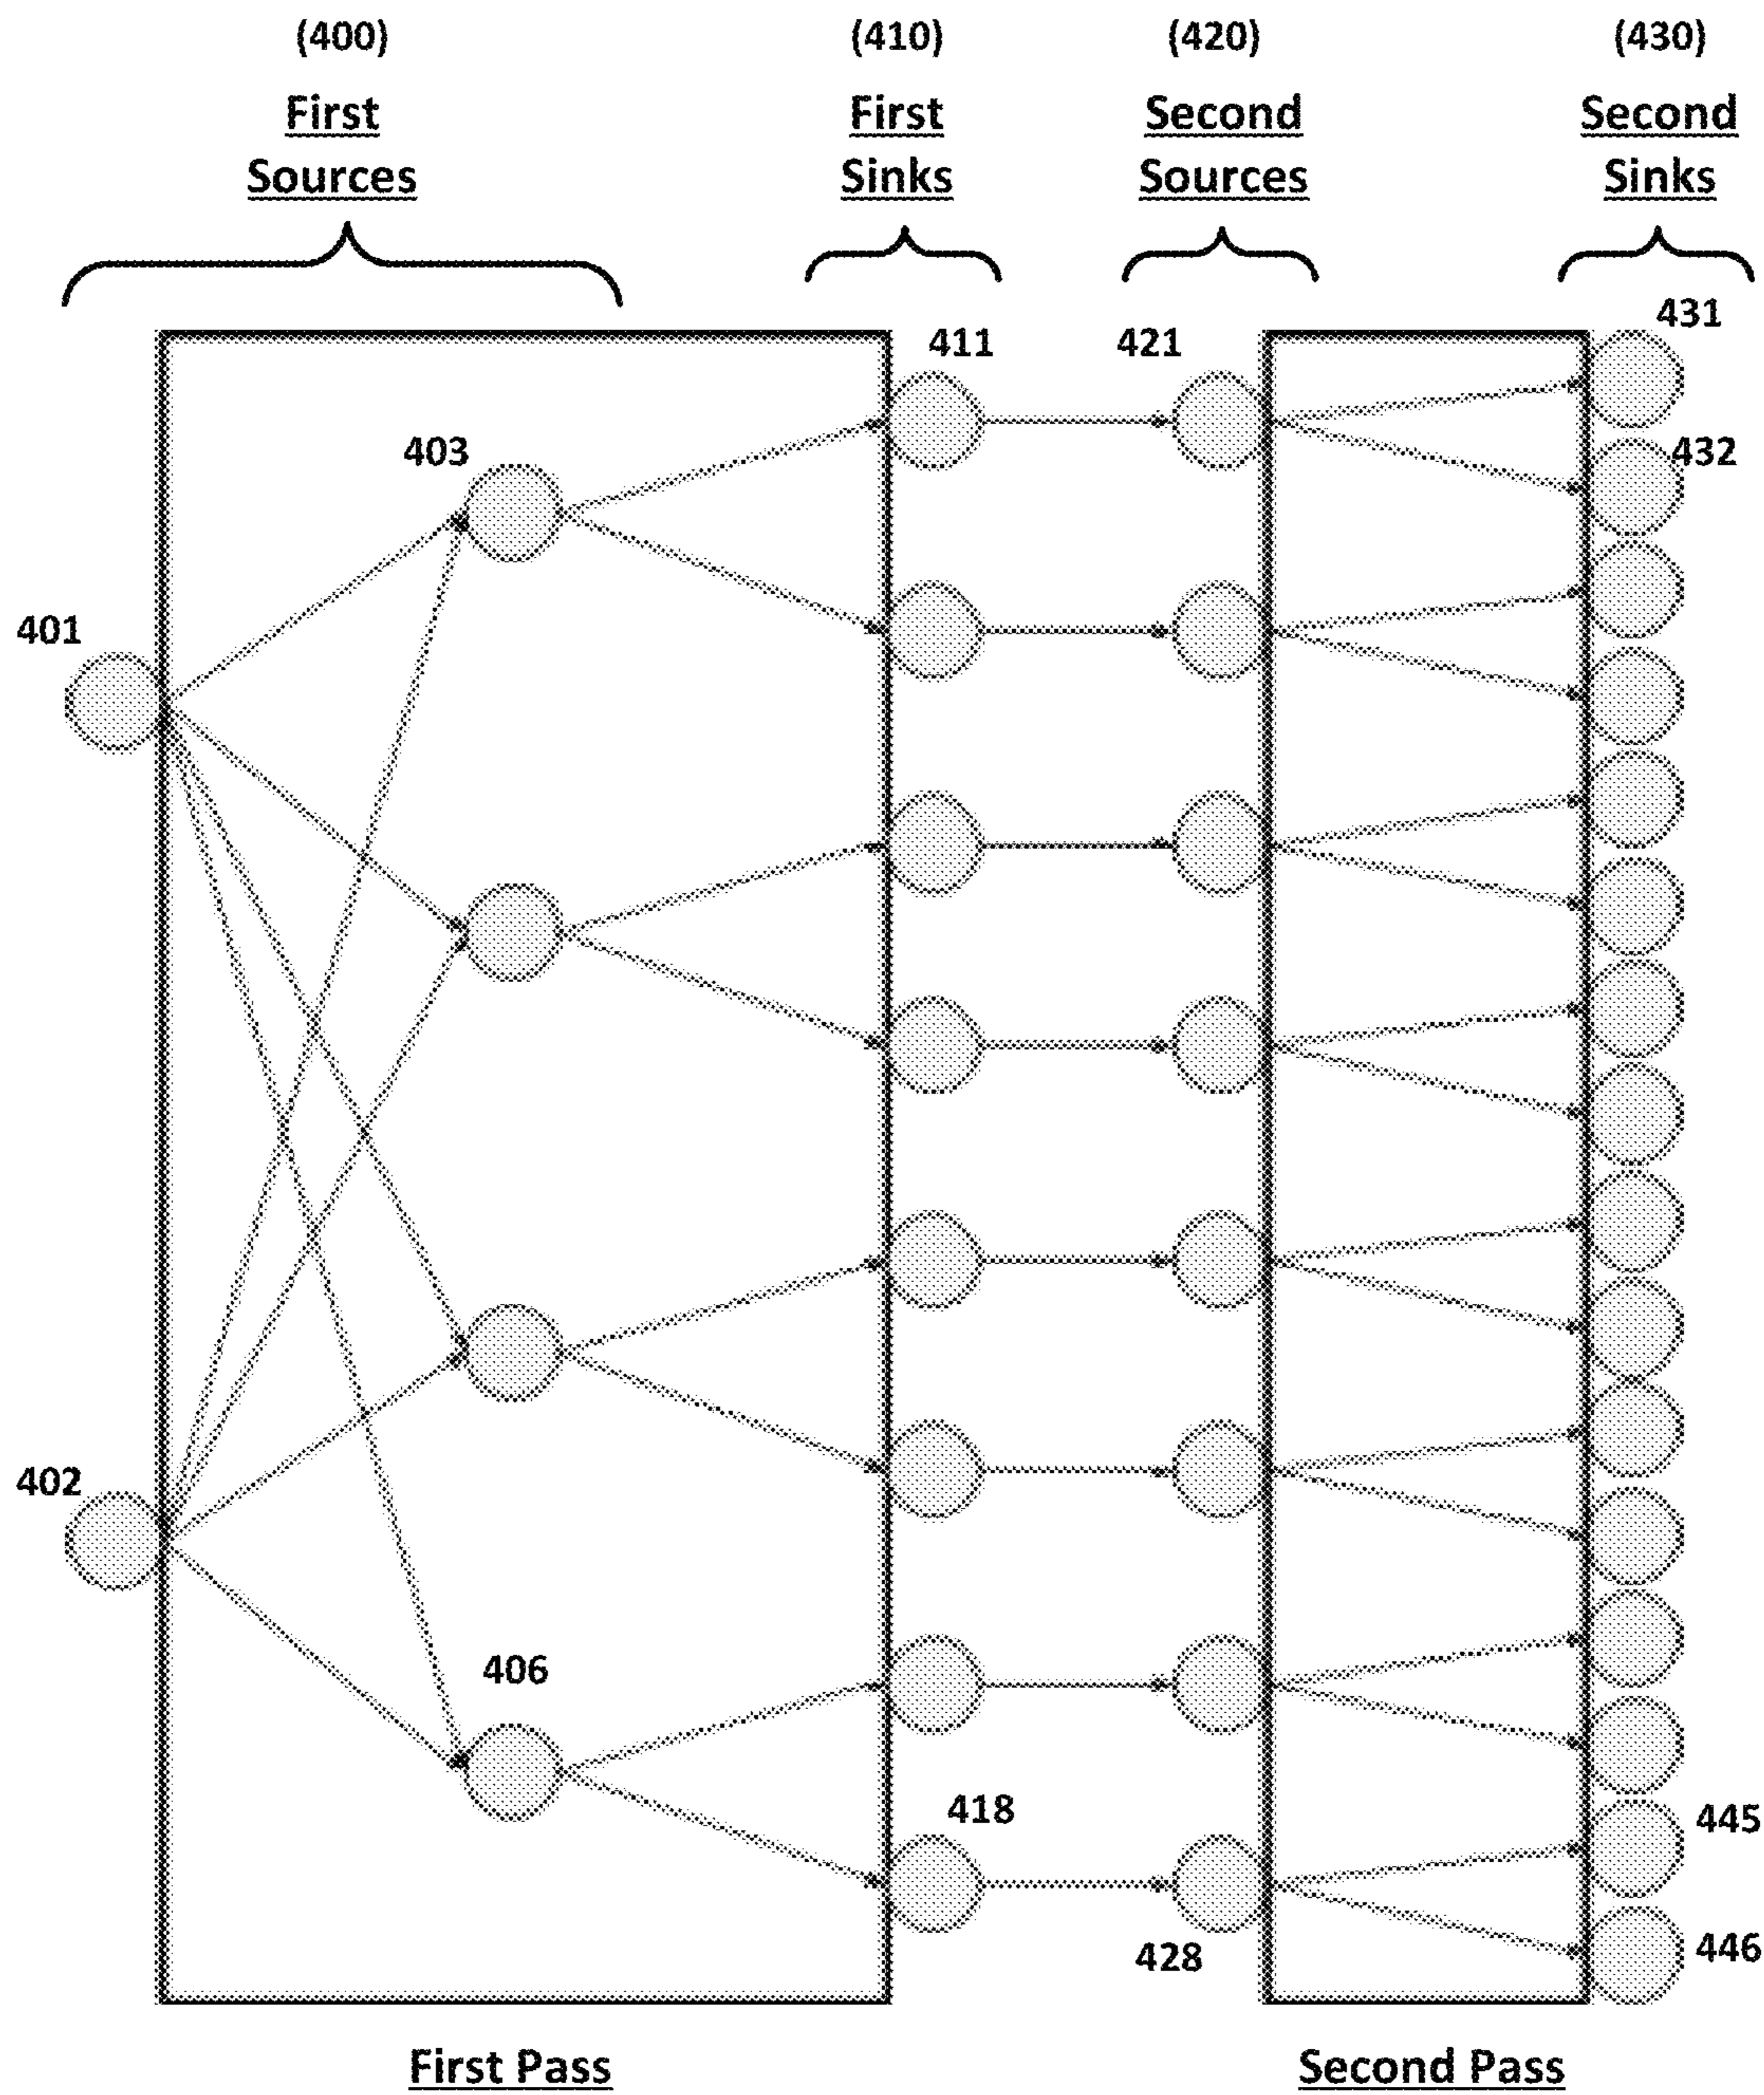 (400)
First
Sources
(410)
First
Sinks
(420)
Second
Sources
(430)
Second
Sinks
431
411
421
403
432
401
402
406
418
445
428
446
First Pass
Second Pass